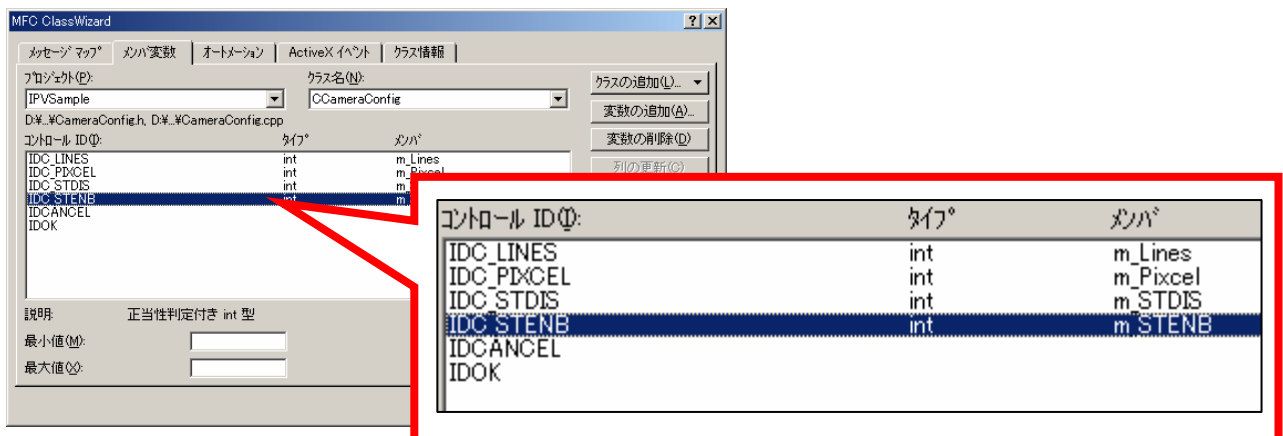 MFC ClassWizard
メッセージ マップ メンバ変数 オートメーション ActiveX イベント クラス情報
プロジェクト(P): クラス名(N):
IPVSample CCameraConfig
クラスの追加(L)...
D:¥...¥CameraConfig.h, D:¥...¥CameraConfig.cpp
変数の追加(A)...
コントロール ID(I): タイプ メンバ
変数の削除(D)
IDC_LINES int m_Lines
列の更新(C)
IDC_PIXCEL int m_Pixcel
IDC_STDIS int m
IDC_STENB int m
IDCANCEL
IDOK
説明: 正当性判定付き int 型
最小値(M):
最大値(X):
コントロール ID(I): タイプ メンバ
IDC_LINES int m_Lines
IDC_PIXCEL int m_Pixcel
IDC_STDIS int m_STDIS
IDC_STENB int m_STENB
IDCANCEL
IDOK